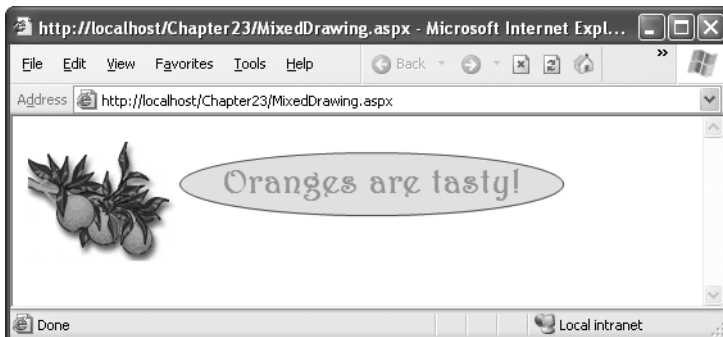 http://localhost/Chapter23/MixedDrawing.aspx - Microsoft Internet Expl...
File Edit View Favorites Tools Help Back »
Address http://localhost/Chapter23/MixedDrawing.aspx
Oranges are tasty!
Done Local intranet